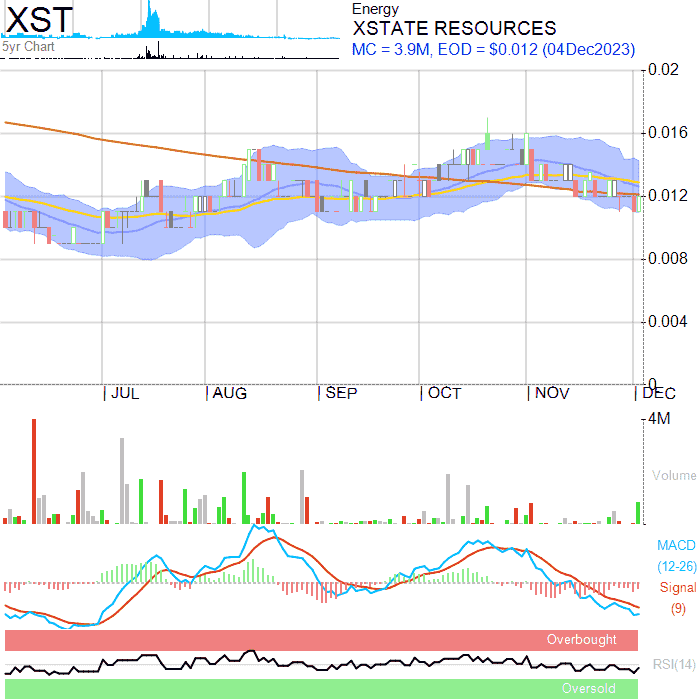 XST
5yr Chart
Energy
XSTATE RESOURCES
MC = 3.9M, EOD = $0.012 (04Dec2023)
0.02
0.016
0.012
0.008
0.004
0
JUL AUG SEP OCT NOV DEC
4M
Volume
MACD
(12-26)
Signal
(9)
Overbought
RSI(14)
Oversold